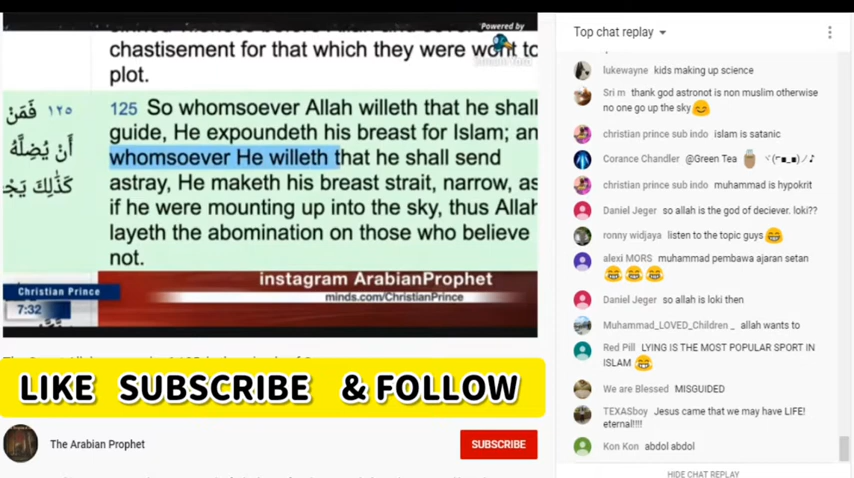 Powered by
chastisement for that which they were wont to
plot.
125 So whomsoever Allah willeth that he shall
guide, He expoundeth his breast for Islam; an
whomsoever He willeth that he shall send
astray, He maketh his breast strait, narrow, as
if he were mounting up into the sky, thus Allah
layeth the abomination on those who believe
not.
١٢٥ فَمَنْ
أَنْ يُضِلَّهُ
كَذَٰلِكَ يَجْ
instagram ArabianProphet
Christian Prince
minds.com/ChristianPrince
7:32
LIKE SUBSCRIBE & FOLLOW
The Arabian Prophet
SUBSCRIBE
Top chat replay
lukewayne kids making up science
Sri m thank god astronot is non muslim otherwise
no one go up the sky😊
christian prince sub indo islam is satanic
Corance Chandler @Green Tea
christian prince sub indo muhammad is hypokrit
Daniel Jeger so allah is the god of deciever. loki??
ronny widjaya listen to the topic guys 😂
alexi MORS muhammad pembawa ajaran setan
😂😂😂
Daniel Jeger so allah is loki then
Muhammad_LOVED_Children _ allah wants to
Red Pill LYING IS THE MOST POPULAR SPORT IN
ISLAM 😂
We are Blessed MISGUIDED
TEXASboy Jesus came that we may have LIFE!
eternal!!!!
Kon Kon abdol abdol
HIDE CHAT REPLAY